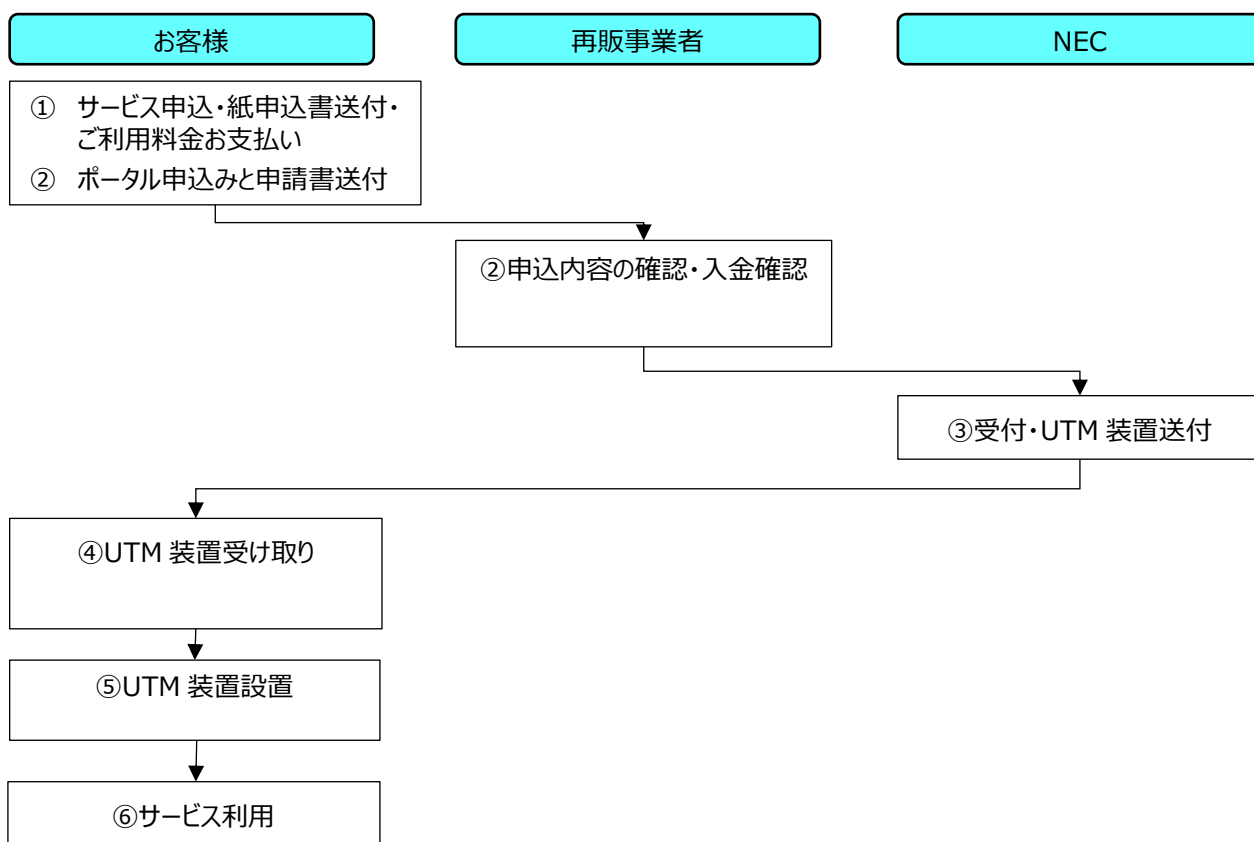 お客様
再販事業者
NEC
① サービス申込・紙申込書送付・
ご利用料金お支払い
② ポータル申込みと申請書送付
②申込内容の確認・入金確認
③受付・UTM 装置送付
④UTM 装置受け取り
⑤UTM 装置設置
⑥サービス利用